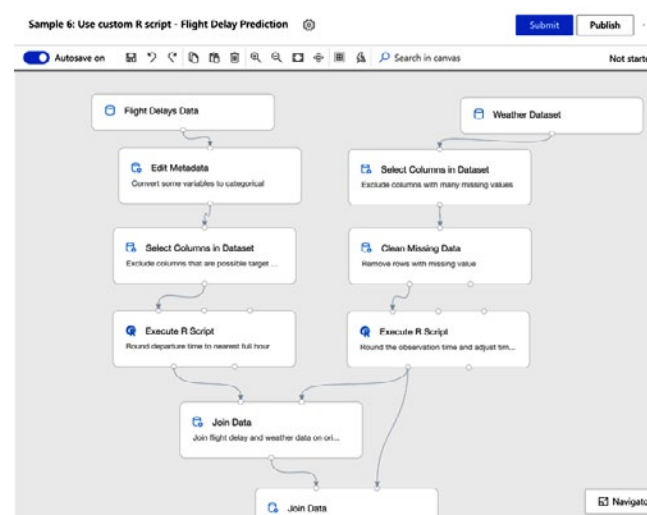 Sample 6: Use custom R script - Flight Delay Prediction
Submit
Publish
Autosave on
Search in canvas
Not starte
Flight Delays Data
Weather Dataset
Edit Metadata
Convert some variables to categorical
Select Columns in Dataset
Exclude columns with many missing values
Select Columns in Dataset
Exclude columns that are possible target ...
Clean Missing Data
Remove rows with missing value
Execute R Script
Round departure time to nearest full hour
Execute R Script
Round the observation time and adjust tim...
Join Data
Join flight delay and weather data on ori...
Join Data
Navigato